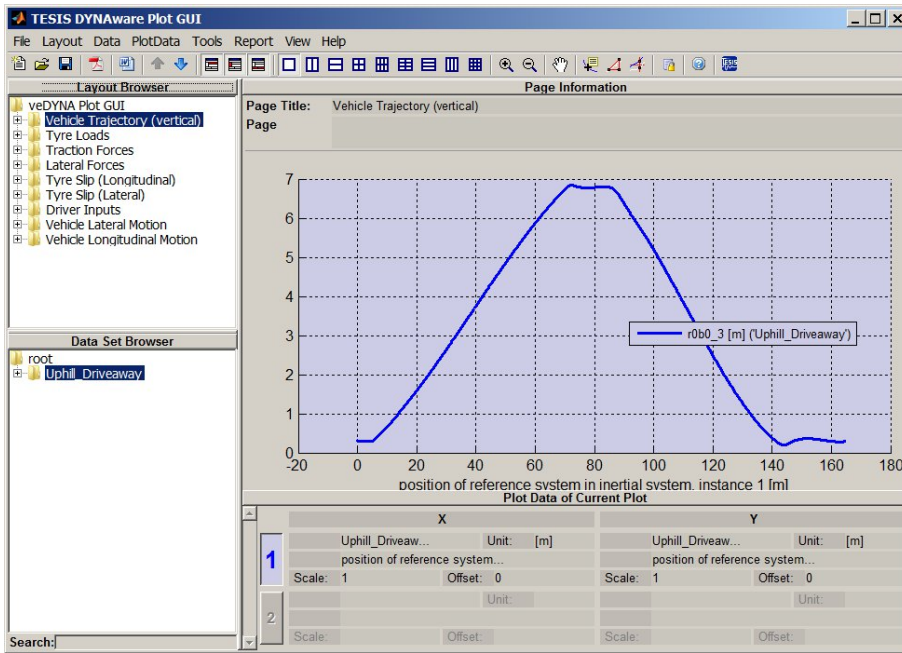 TESIS DYNAware Plot GUI
File Layout Data PlotData Tools Report View Help
Layout Browser
veDYNA Plot GUI
Vehicle Trajectory (vertical)
Tyre Loads
Traction Forces
Lateral Forces
Tyre Slip (Longitudinal)
Tyre Slip (Lateral)
Driver Inputs
Vehicle Lateral Motion
Vehicle Longitudinal Motion
Data Set Browser
root
Uphill_Driveaway
Search:
Page Information
Page Title: Vehicle Trajectory (vertical)
Page
7
6
5
4
3
2
1
0
r0b0_3 [m] ('Uphill_Driveaway')
-20 0 20 40 60 80 100 120 140 160 180
position of reference system in inertial system, instance 1 [m]
Plot Data of Current Plot
X Y
1
Uphill_Driveaw... Unit: [m] Uphill_Driveaw... Unit: [m]
position of reference system... position of reference system...
Scale: 1 Offset: 0 Scale: 1 Offset: 0
2
Unit: Unit:
Scale: Offset: Scale: Offset: